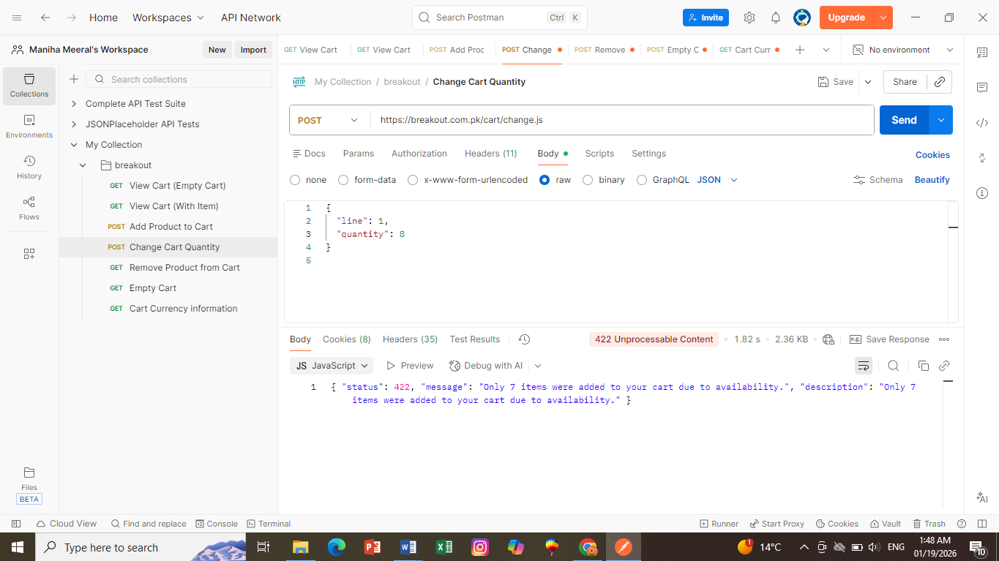 Home Workspaces API Network Search Postman Ctrl K Invite Upgrade
Maniha Meeral's Workspace New Import
GET View Cart GET View Cart POST Add Proc POST Change POST Remove POST Empty C GET Cart Curr No environment
Collections
Environments
History
Flows
Files
BETA
Search collections
Complete API Test Suite
JSONPlaceholder API Tests
My Collection
breakout
GET View Cart (Empty Cart)
GET View Cart (With Item)
POST Add Product to Cart
POST Change Cart Quantity
GET Remove Product from Cart
GET Empty Cart
GET Cart Currency information
HTTP My Collection / breakout / Change Cart Quantity Save Share
POST https://breakout.com.pk/cart/change.js Send
Docs Params Authorization Headers (11) Body Scripts Settings Cookies
none form-data x-www-form-urlencoded raw binary GraphQL JSON Schema Beautify
1 {
2 "line": 1,
3 "quantity": 8
4 }
5
Body Cookies (8) Headers (35) Test Results 422 Unprocessable Content 1.82 s 2.36 KB e.g. Save Response
JS JavaScript Preview Debug with AI
1 { "status": 422, "message": "Only 7 items were added to your cart due to availability.", "description": "Only 7
items were added to your cart due to availability." }
AI
Cloud View Find and replace Console Terminal Runner Start Proxy Cookies Vault Trash
Type here to search 1 14°C ENG 1:48 AM
01/19/2026
10